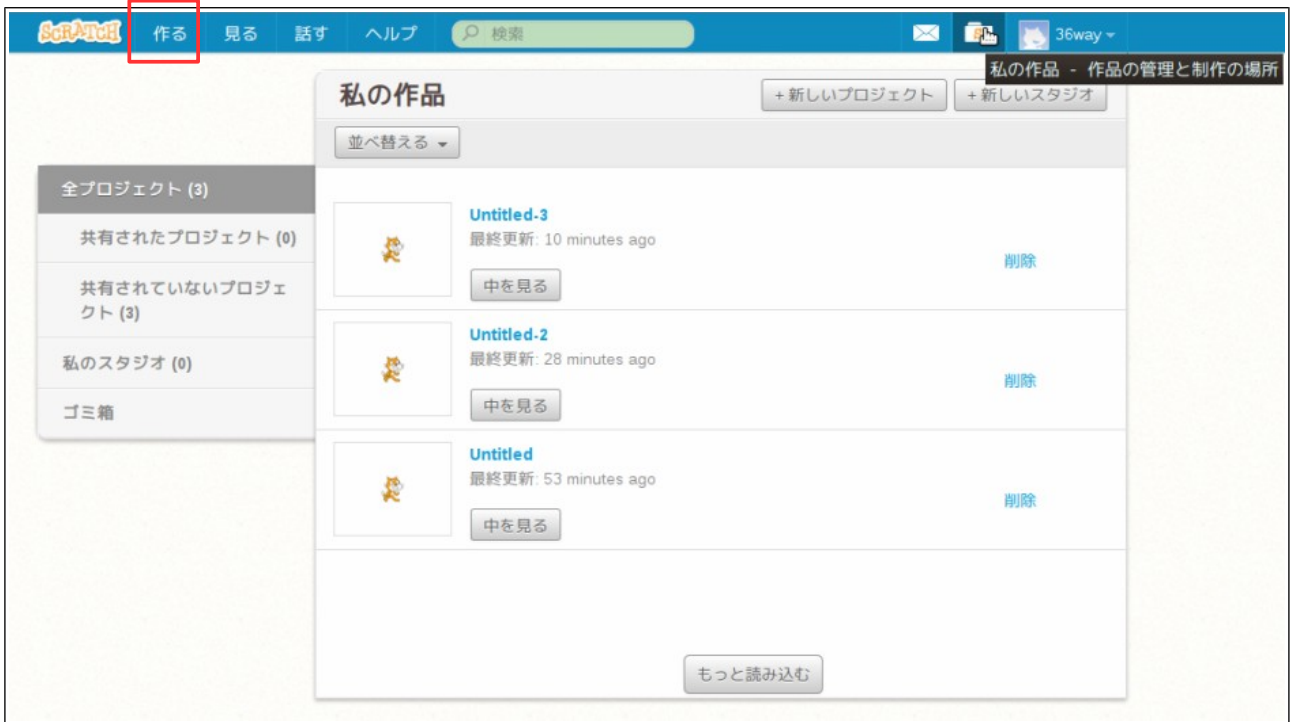 SCRATCH 作る 見る 話す ヘルプ 検索 36way
私の作品 - 作品の管理と制作の場所
私の作品 +新しいプロジェクト +新しいスタジオ
並べ替える
全プロジェクト (3)
共有されたプロジェクト (0)
共有されていないプロジェ
クト (3)
私のスタジオ (0)
ゴミ箱
Untitled-3
最終更新: 10 minutes ago
削除
中を見る
Untitled-2
最終更新: 28 minutes ago
削除
中を見る
Untitled
最終更新: 53 minutes ago
削除
中を見る
もっと読み込む